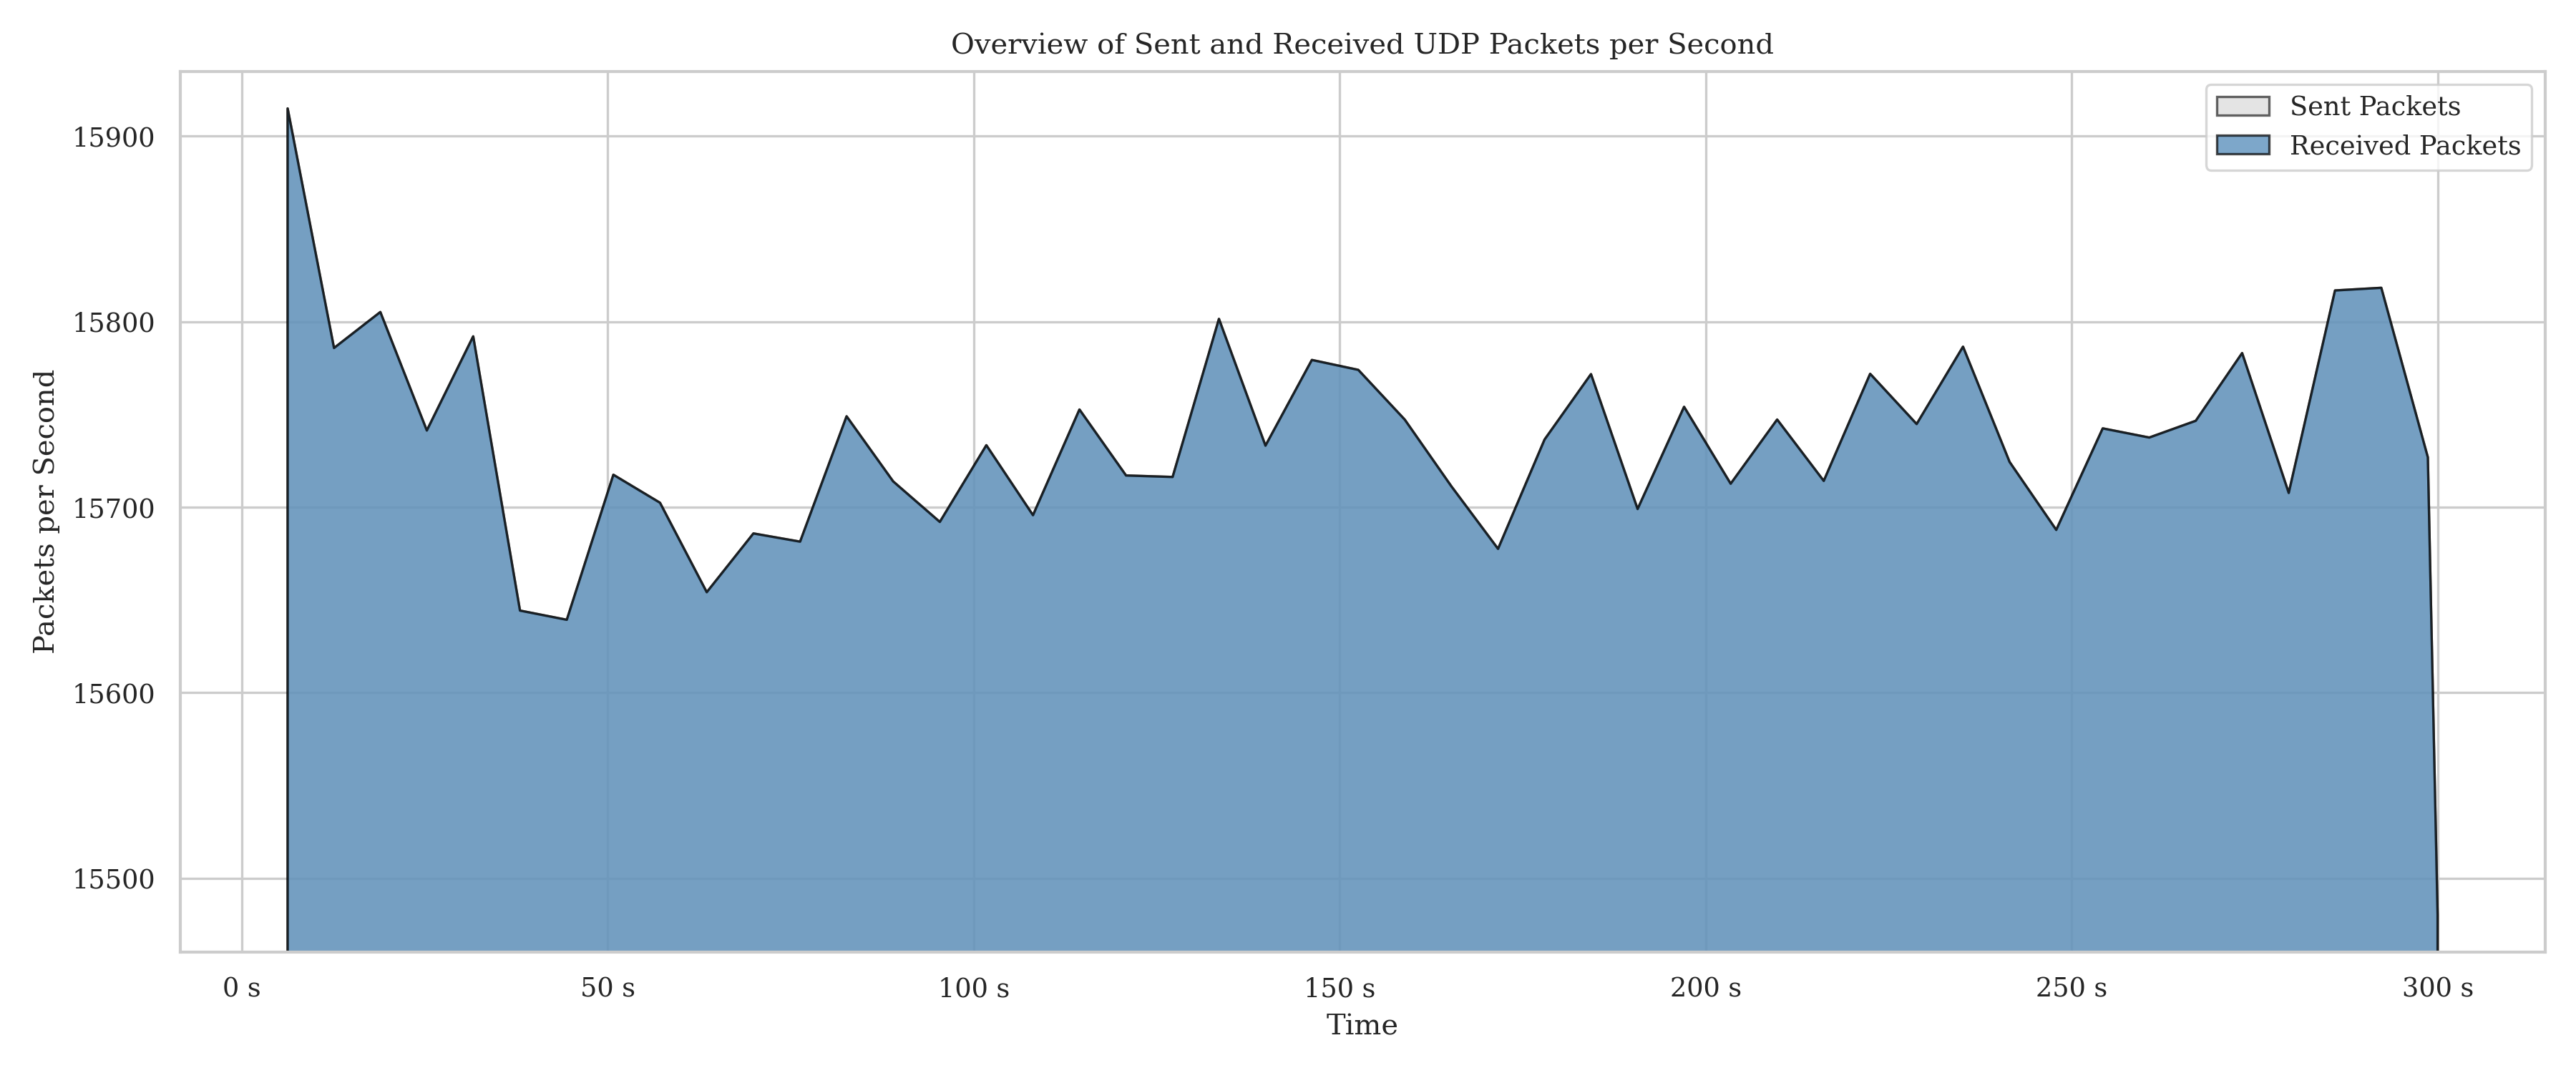 Overview of Sent and Received UDP Packets per Second
Sent Packets
Received Packets
Packets per Second
15900
15800
15700
15600
15500
0 s 50 s 100 s 150 s 200 s 250 s 300 s
Time